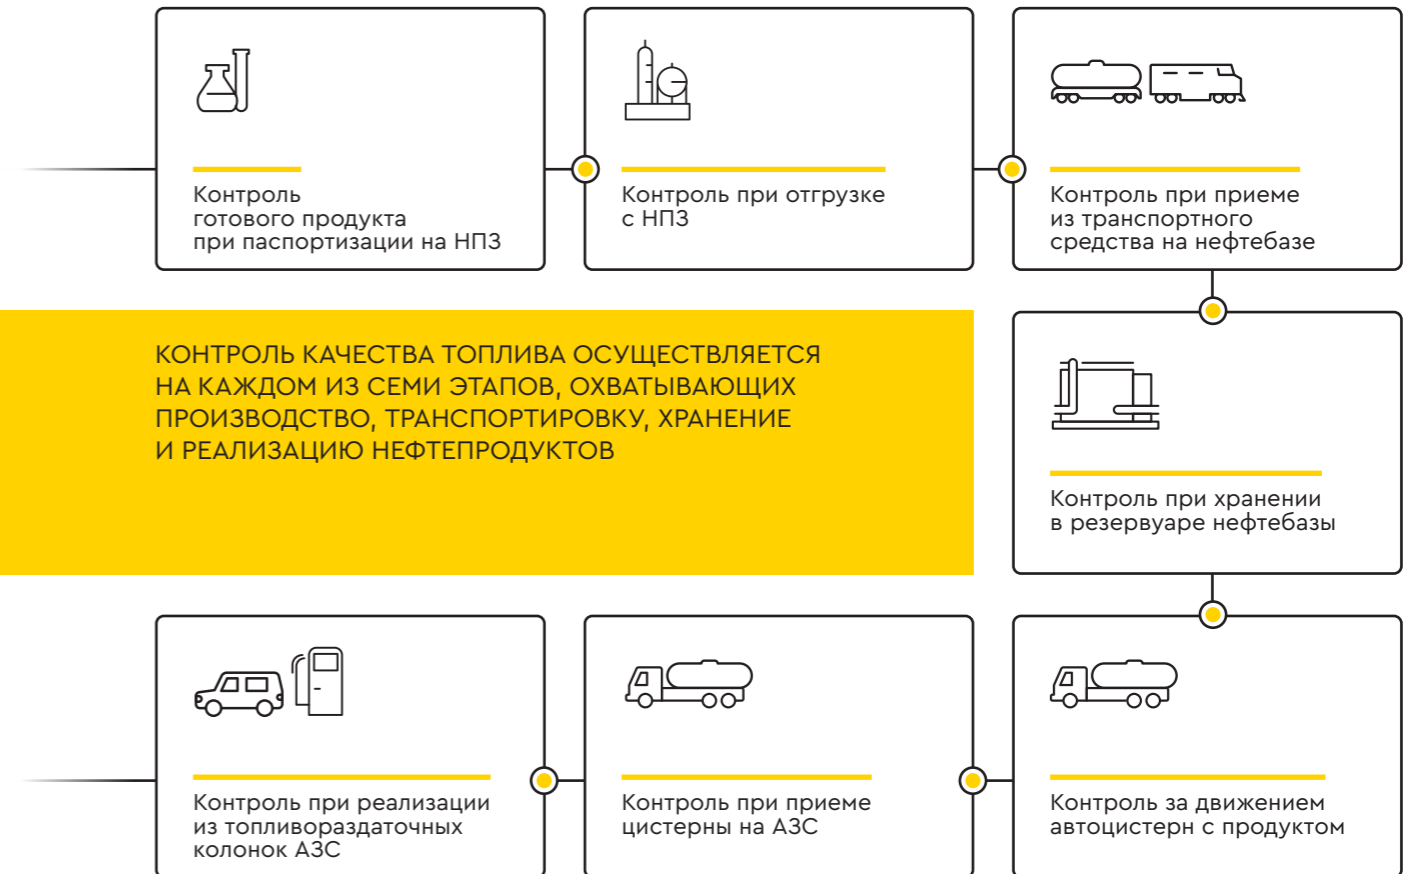 Контроль
готового продукта
при паспортизации на НПЗ
Контроль при отгрузке
с НПЗ
Контроль при приеме
из транспортного
средства на нефтебазе
КОНТРОЛЬ КАЧЕСТВА ТОПЛИВА ОСУЩЕСТВЛЯЕТСЯ
НА КАЖДОМ ИЗ СЕМИ ЭТАПОВ, ОХВАТЫВАЮЩИХ
ПРОИЗВОДСТВО, ТРАНСПОРТИРОВКУ, ХРАНЕНИЕ
И РЕАЛИЗАЦИЮ НЕФТЕПРОДУКТОВ
Контроль при хранении
в резервуаре нефтебазы
Контроль при реализации
из топливораздаточных
колонок АЗС
Контроль при приеме
цистерны на АЗС
Контроль за движением
автоцистерн с продуктом